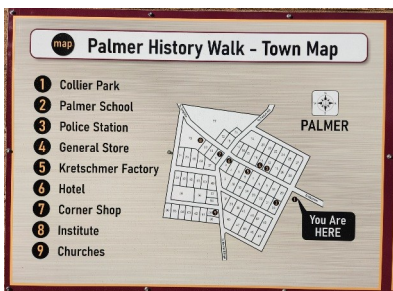 map Palmer History Walk - Town Map
1 Collier Park
2 Palmer School
3 Police Station
4 General Store
5 Kretschmer Factory
6 Hotel
7 Corner Shop
8 Institute
9 Churches
PALMER
You Are
HERE